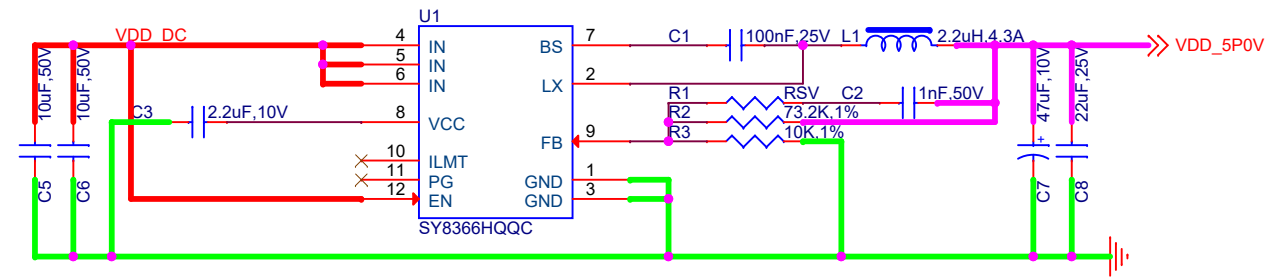 U1
VDD_DC
4
IN
BS
7
C1
100nF,25V
L1
2.2uH,4.3A
VDD_5P0V
5
IN
6
IN
LX
2
10uF,50V
10uF,50V
R1
RSV
C2
1nF,50V
47uF,10V
22uF,25V
C3
2.2uF,10V
8
VCC
R2
73.2K,1%
9
FB
R3
10K,1%
+
10
ILMT
11
PG
GND
1
12
EN
GND
3
C5
C6
C7
C8
SY8366HQQC